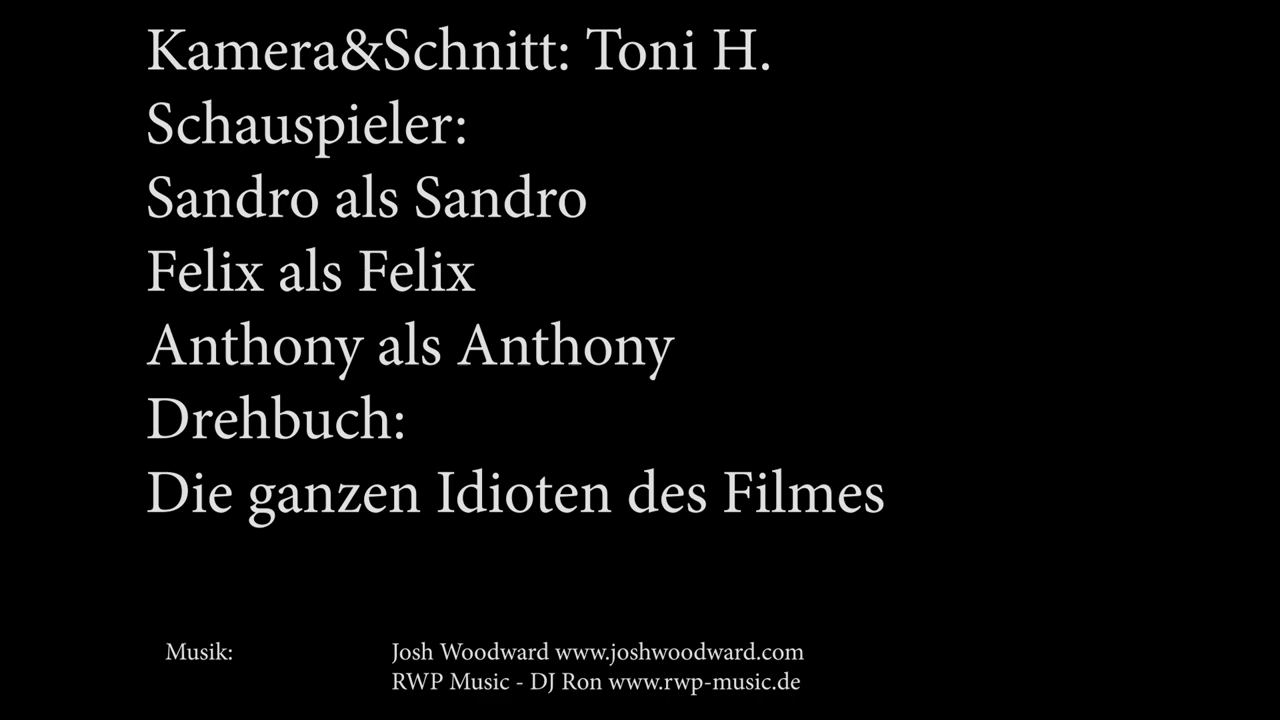 Kamera&Schnitt: Toni H.
Schauspieler:
Sandro als Sandro
Felix als Felix
Anthony als Anthony
Drehbuch:
Die ganzen Idioten des Filmes
Musik: Josh Woodward www.joshwoodward.com
RWP Music - DJ Ron www.rwp-music.de